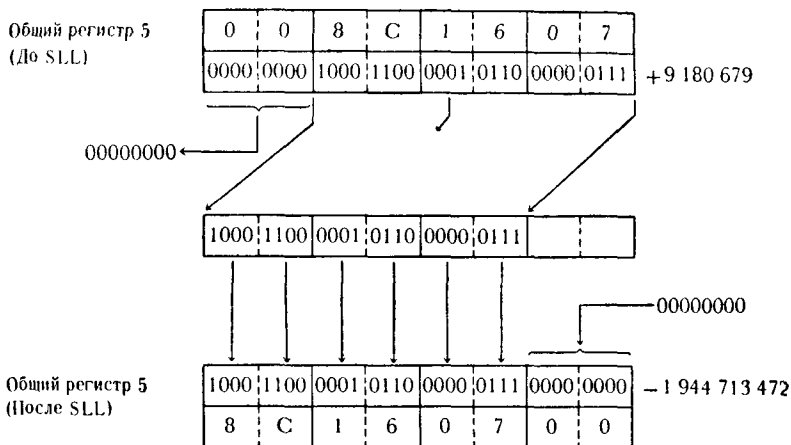 Общий регистр 5
(До SLL)
0 0 8 C 1 6 0 7
0000 0000 1000 1100 0001 0110 0000 0111 +9 180 679
00000000
1000 1100 0001 0110 0000 0111
00000000
Общий регистр 5
(После SLL)
1000 1100 0001 0110 0000 0111 0000 0000 –1 944 713 472
8 C 1 6 0 7 0 0